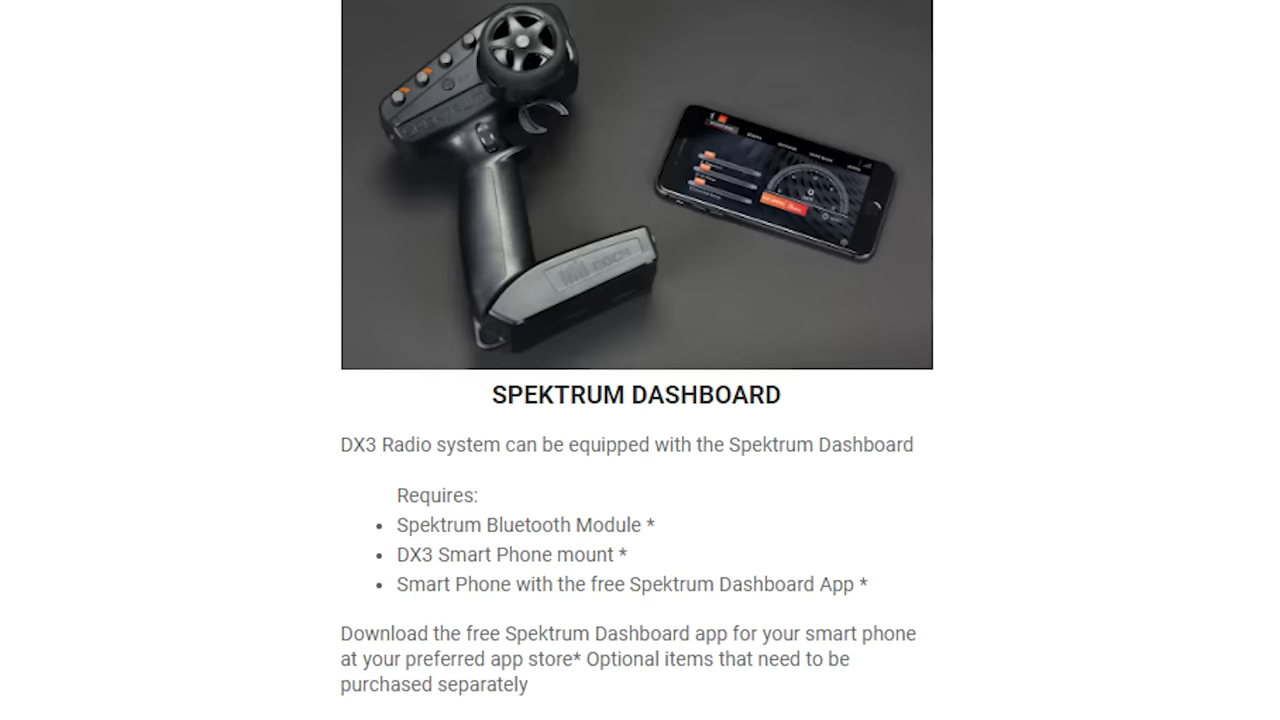 SPEKTRUM
SPEKTRUM DASHBOARD
DX3 Radio system can be equipped with the Spektrum Dashboard
Requires:
• Spektrum Bluetooth Module *
• DX3 Smart Phone mount *
• Smart Phone with the free Spektrum Dashboard App *
Download the free Spektrum Dashboard app for your smart phone
at your preferred app store* Optional items that need to be
purchased separately